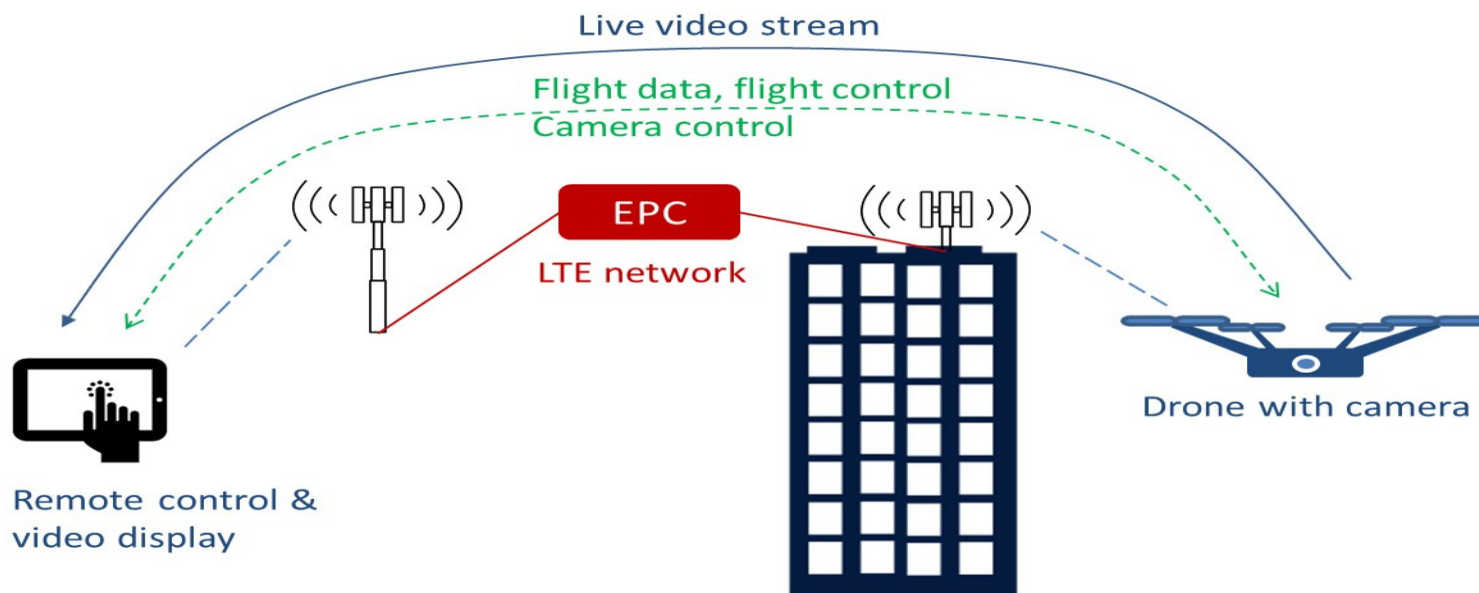 Live video stream
Flight data, flight control
Camera control
EPC
LTE network
Drone with camera
Remote control &
video display